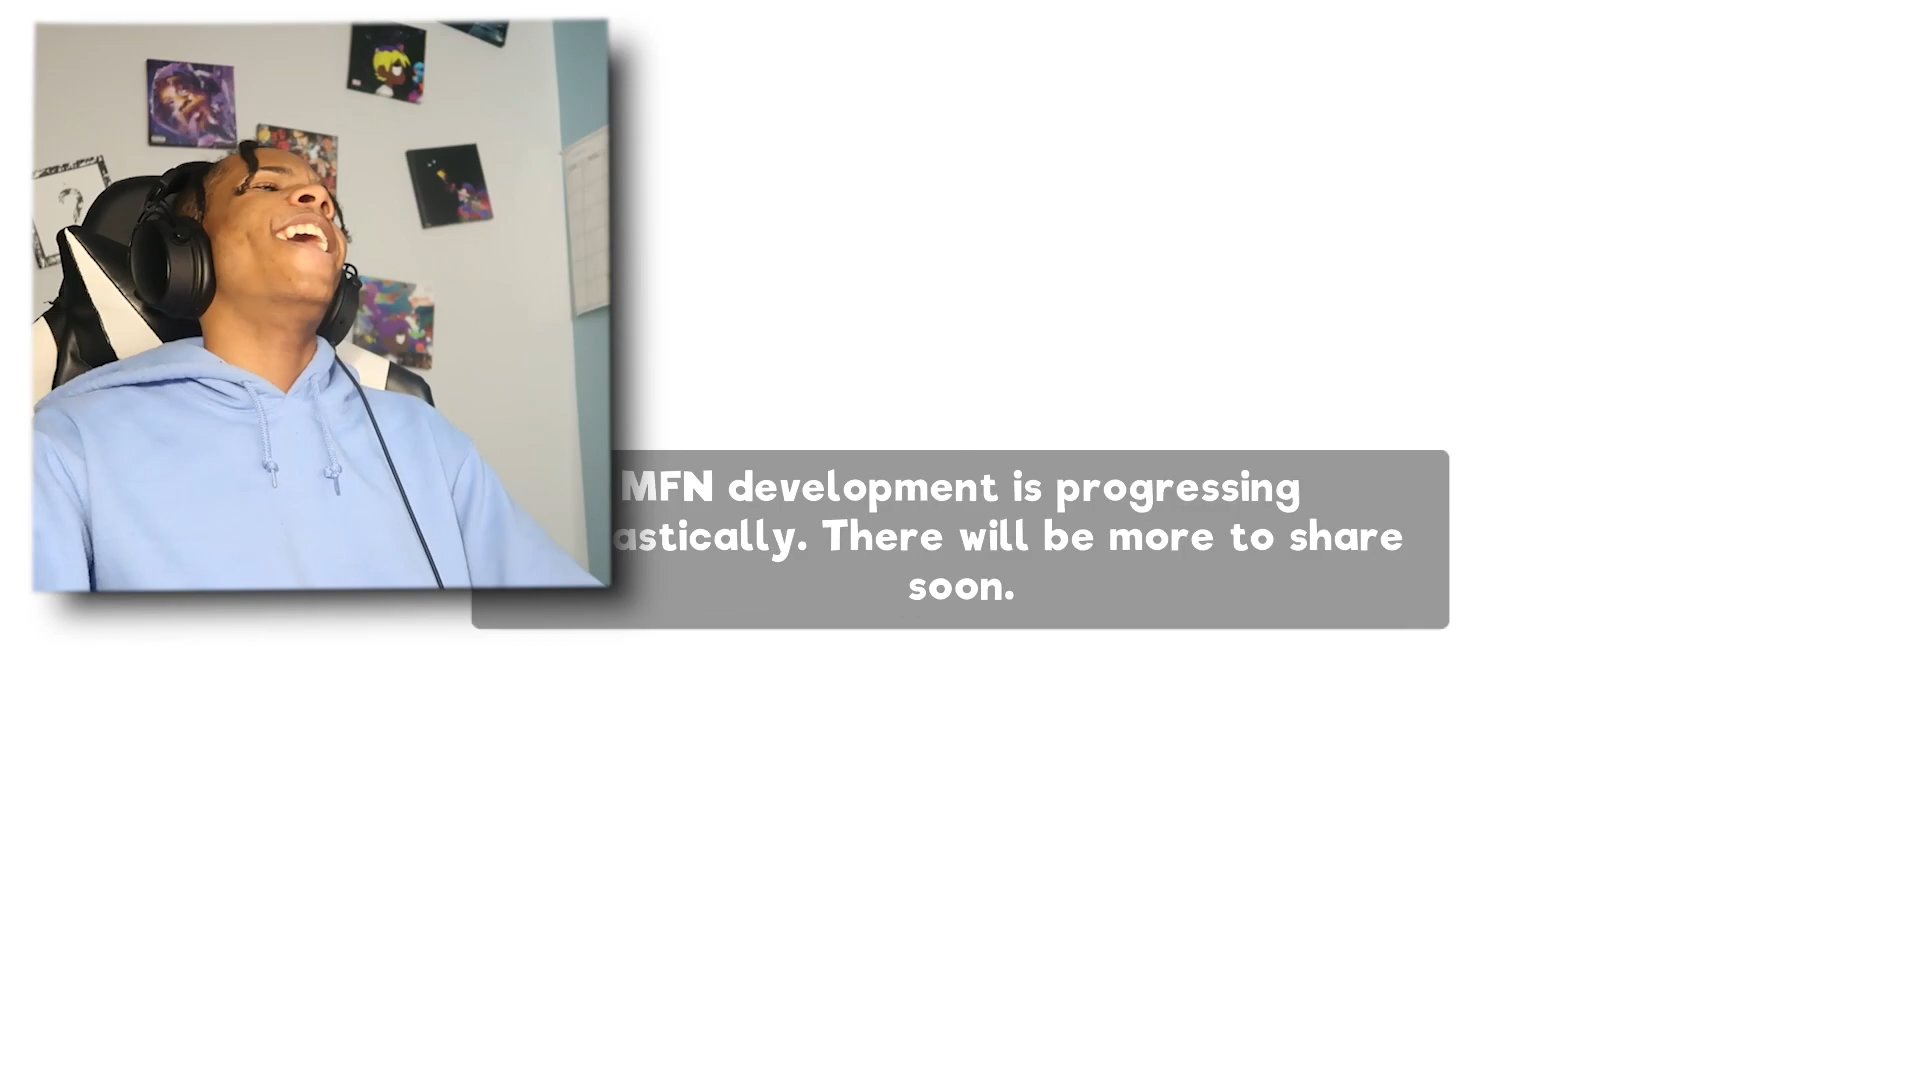 MFN development is progressing
astically. There will be more to share
soon.